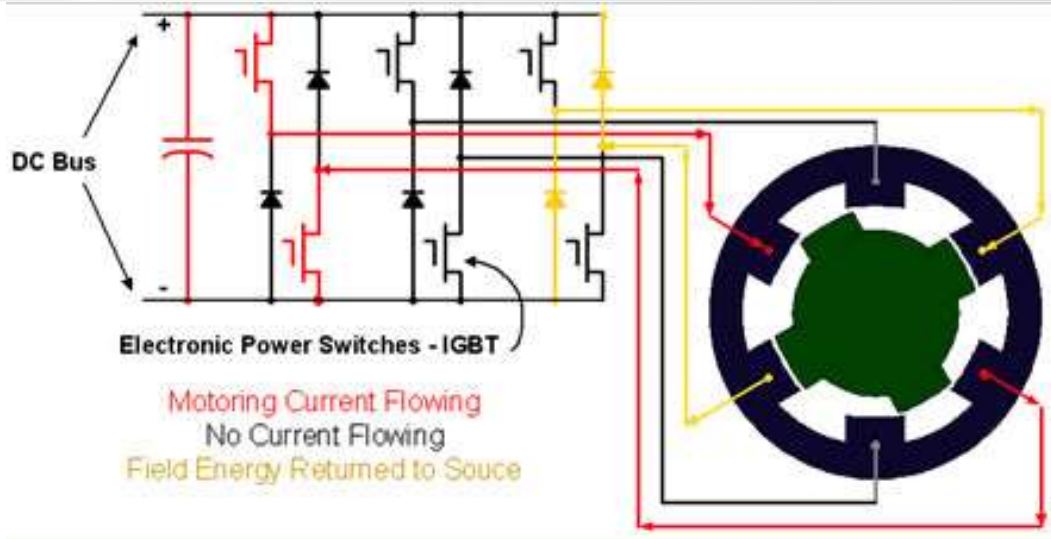 +
DC Bus
-
Electronic Power Switches - IGBT
Motoring Current Flowing
No Current Flowing
Field Energy Returned to Souce